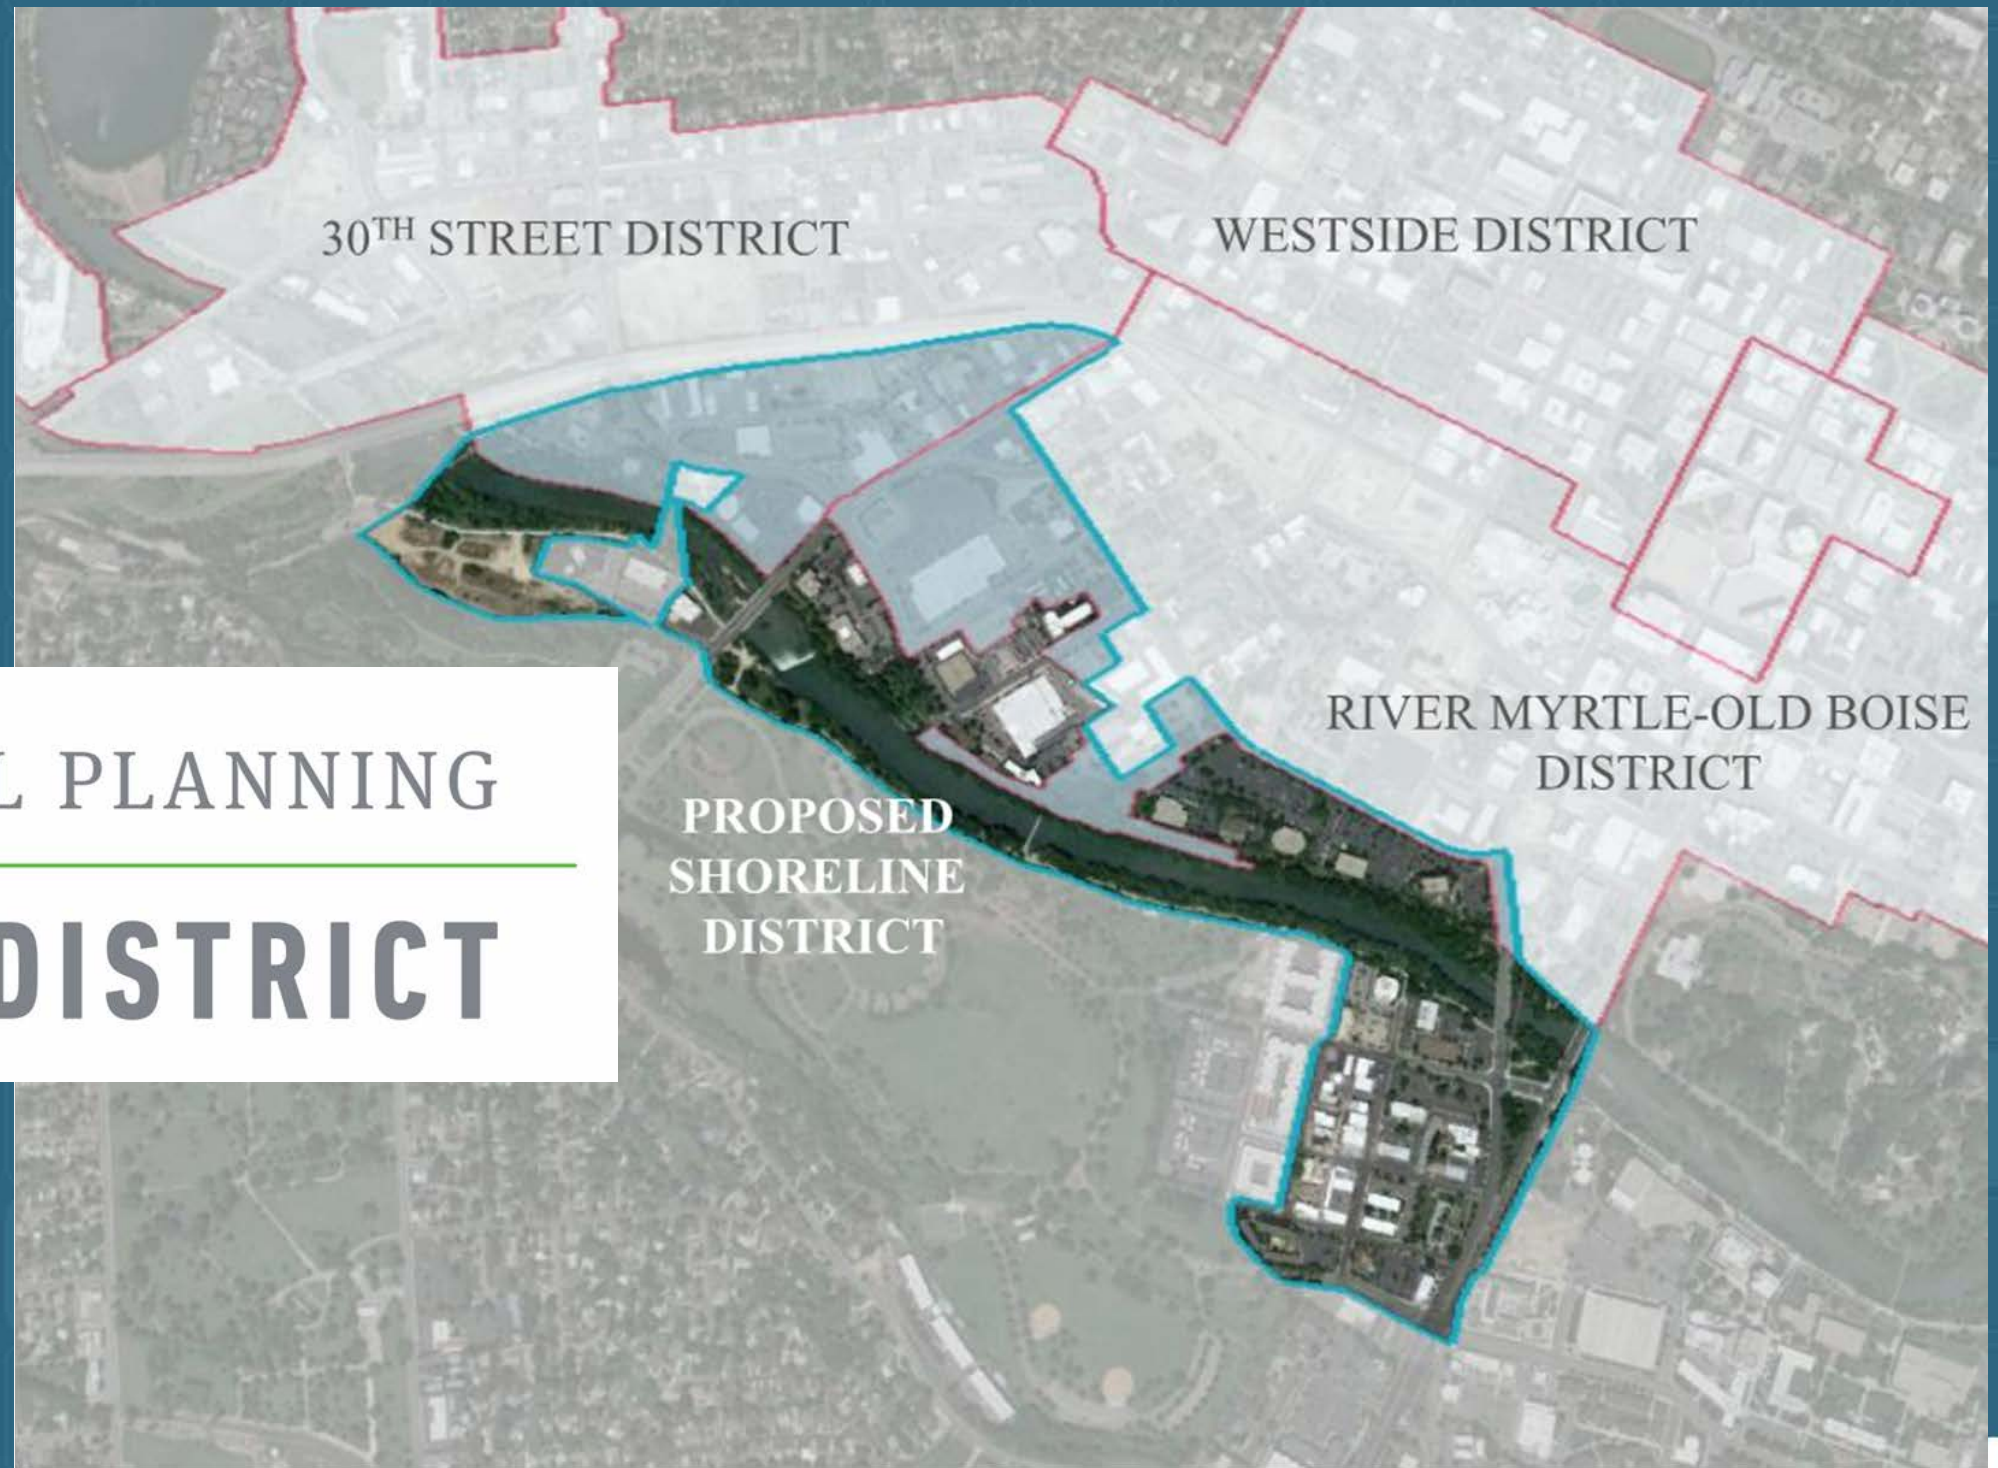 30TH STREET DISTRICT
WESTSIDE DISTRICT
RIVER MYRTLE-OLD BOISE
DISTRICT
L PLANNING
DISTRICT
PROPOSED
SHORELINE
DISTRICT